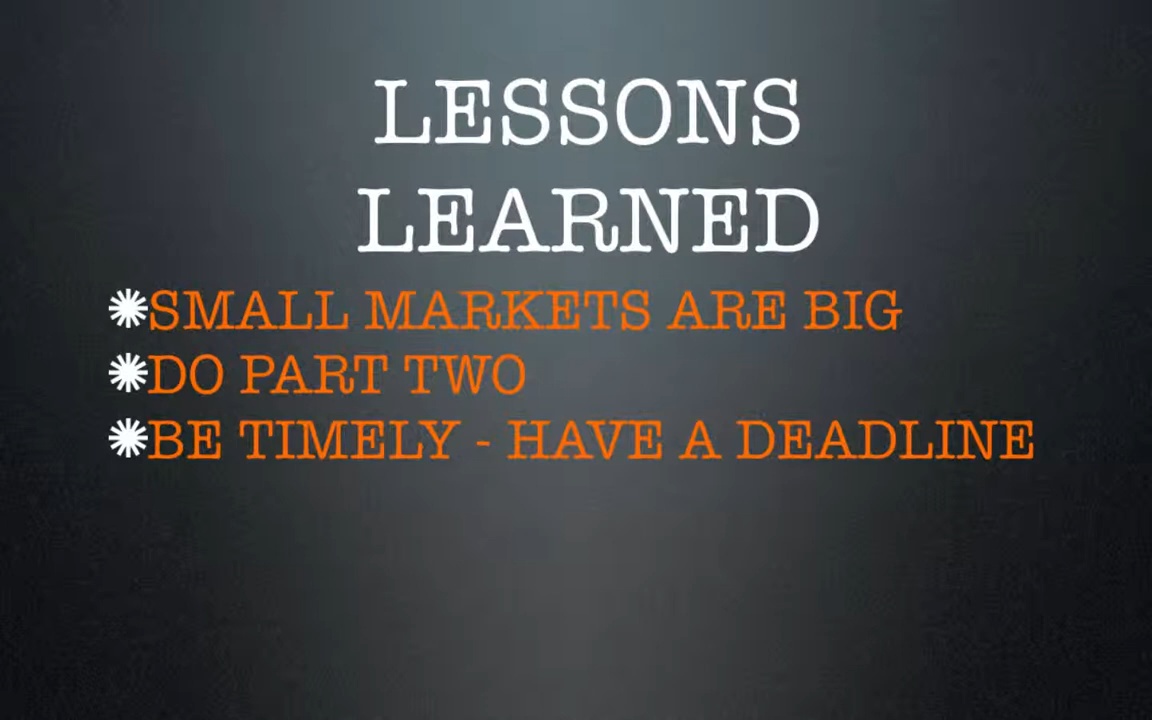 LESSONS
LEARNED
✺SMALL MARKETS ARE BIG
✺DO PART TWO
✺BE TIMELY - HAVE A DEADLINE